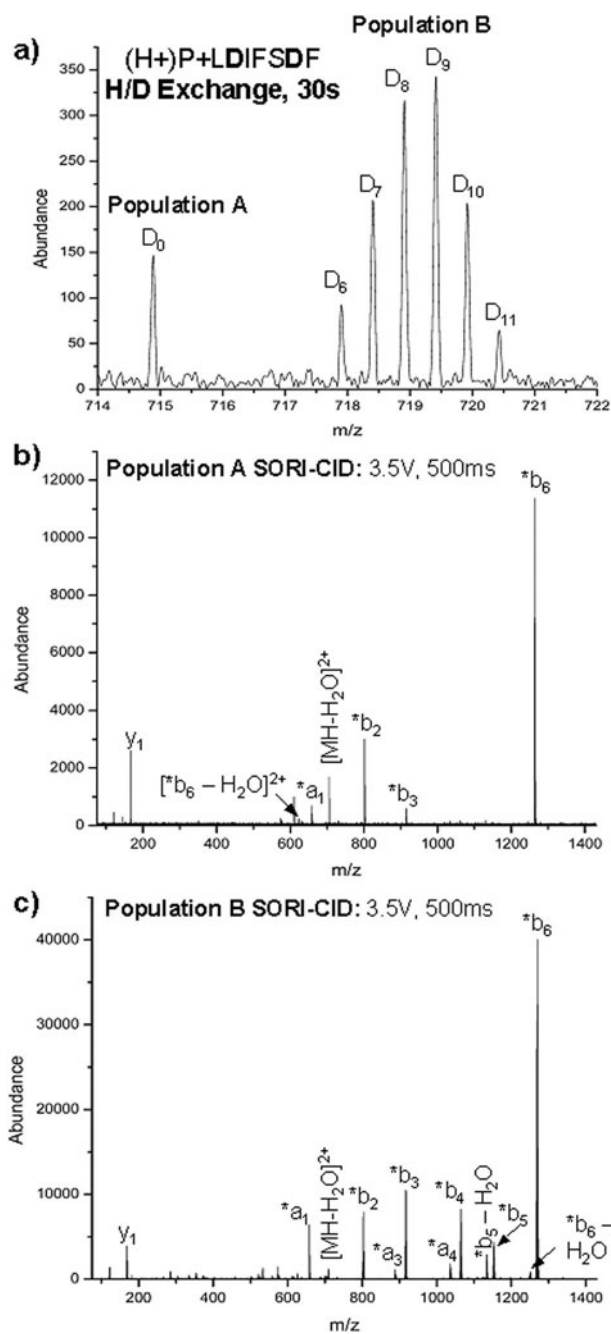 a)
(H+)P+LDIFSDF
H/D Exchange, 30s
Population B
Population A
D0
D6
D7
D8
D9
D10
D11
Abundance
350
300
250
200
150
100
50
0
714 715 716 717 718 719 720 721 722
m/z
b)
Population A SORI-CID: 3.5V, 500ms
*b6
y1
[*b6 – H2O]2+
*a1
[MH-H2O]2+
*b2
*b3
Abundance
12000
10000
8000
6000
4000
2000
0
200 400 600 800 1000 1200 1400
m/z
c)
Population B SORI-CID: 3.5V, 500ms
*b6
y1
*a1
[MH-H2O]2+
*b2
*a3
*b3
*a4
*b4
*b5 – H2O
*b5
*b6 –
H2O
Abundance
40000
30000
20000
10000
0
200 400 600 800 1000 1200 1400
m/z